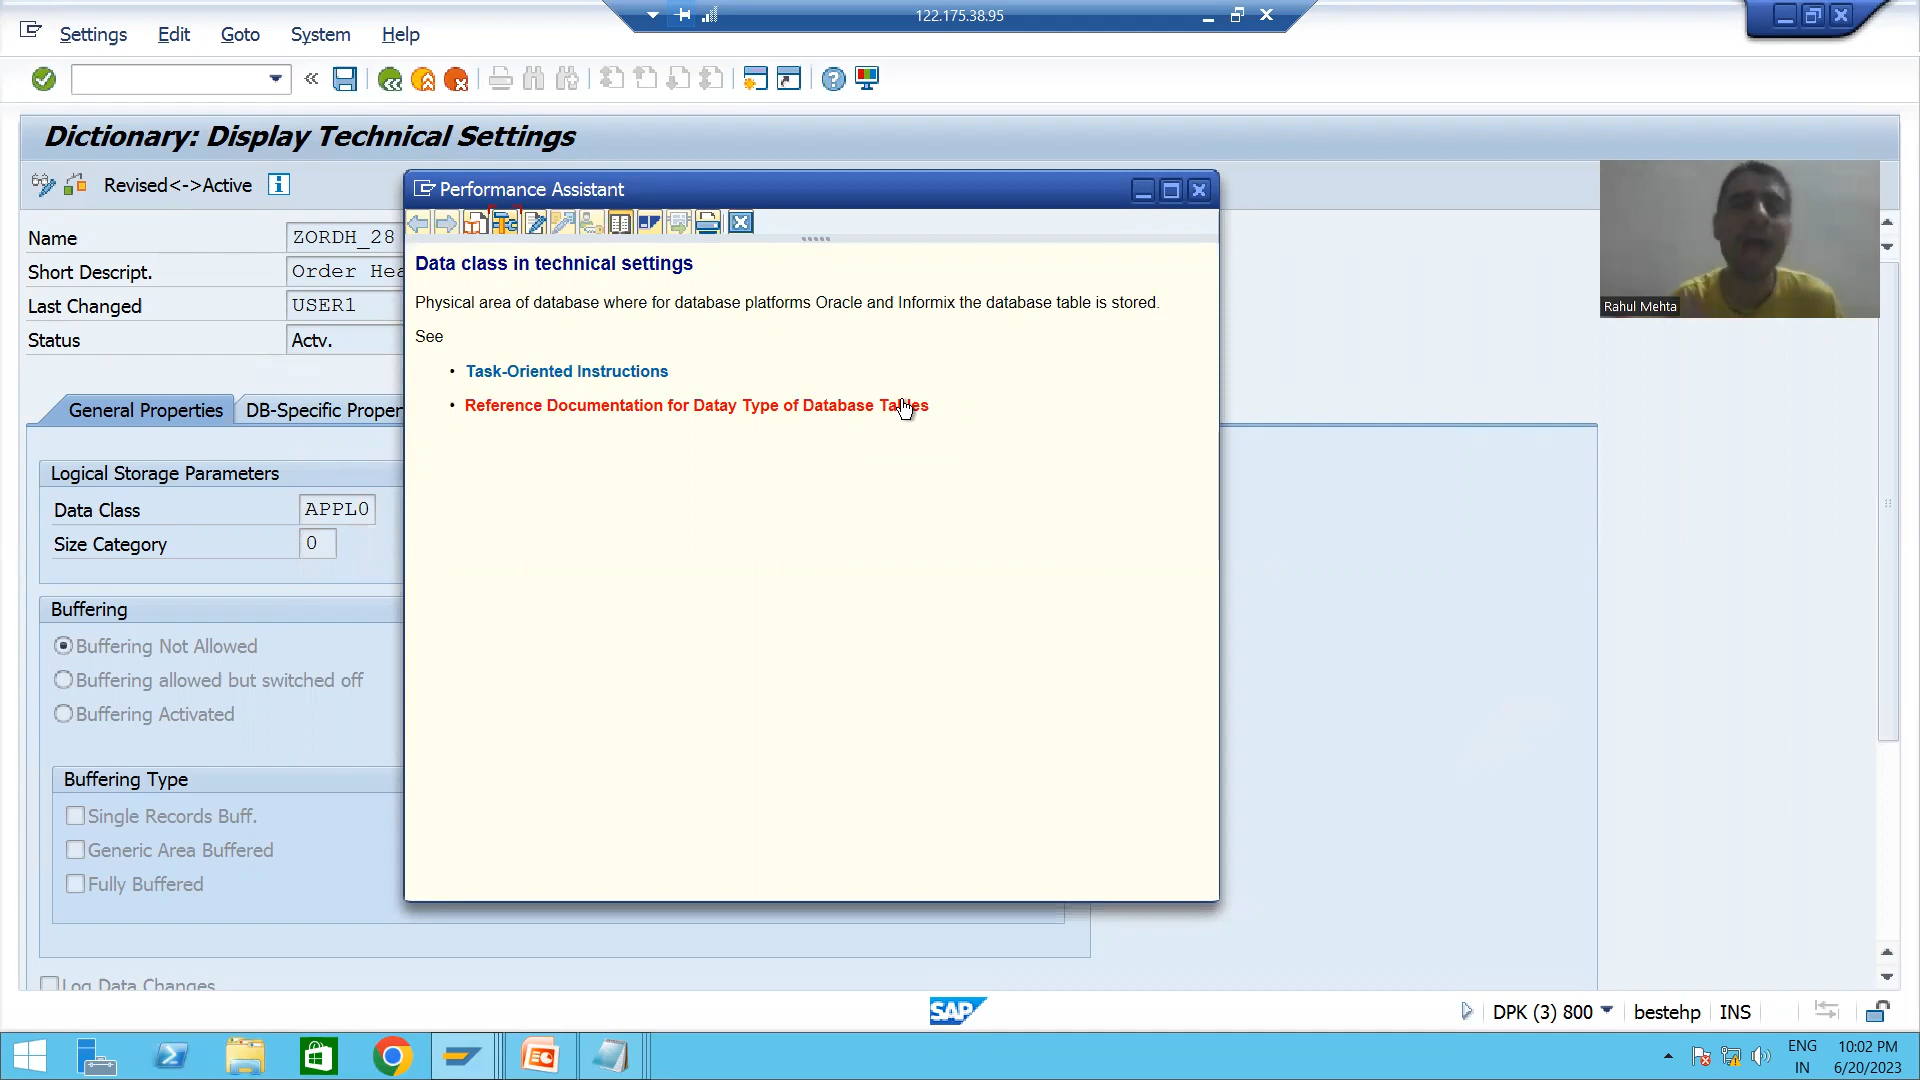 122.175.38.95
Settings Edit Goto System Help
Dictionary: Display Technical Settings
Revised<->Active
Performance Assistant
Rahul Mehta
Name ZORDH_28
Short Descript. Order Hea
Last Changed USER1
Status Actv.
Data class in technical settings
Physical area of database where for database platforms Oracle and Informix the database table is stored.
See
• Task-Oriented Instructions
• Reference Documentation for Datay Type of Database Tables
General Properties DB-Specific Proper
Logical Storage Parameters
Data Class APPL0
Size Category 0
Buffering
Buffering Not Allowed
Buffering allowed but switched off
Buffering Activated
Buffering Type
Single Records Buff.
Generic Area Buffered
Fully Buffered
Log Data Changes
SAP
DPK (3) 800 bestehp INS
ENG 10:02 PM
IN 6/20/2023